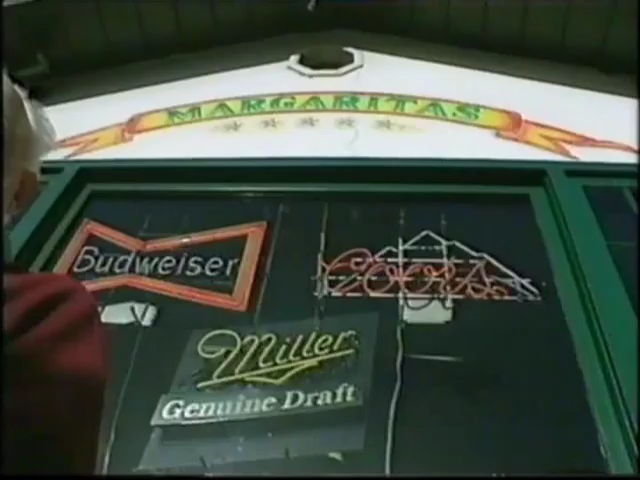 MARGARITAS
Budweiser
Coors
Miller
Genuine Draft